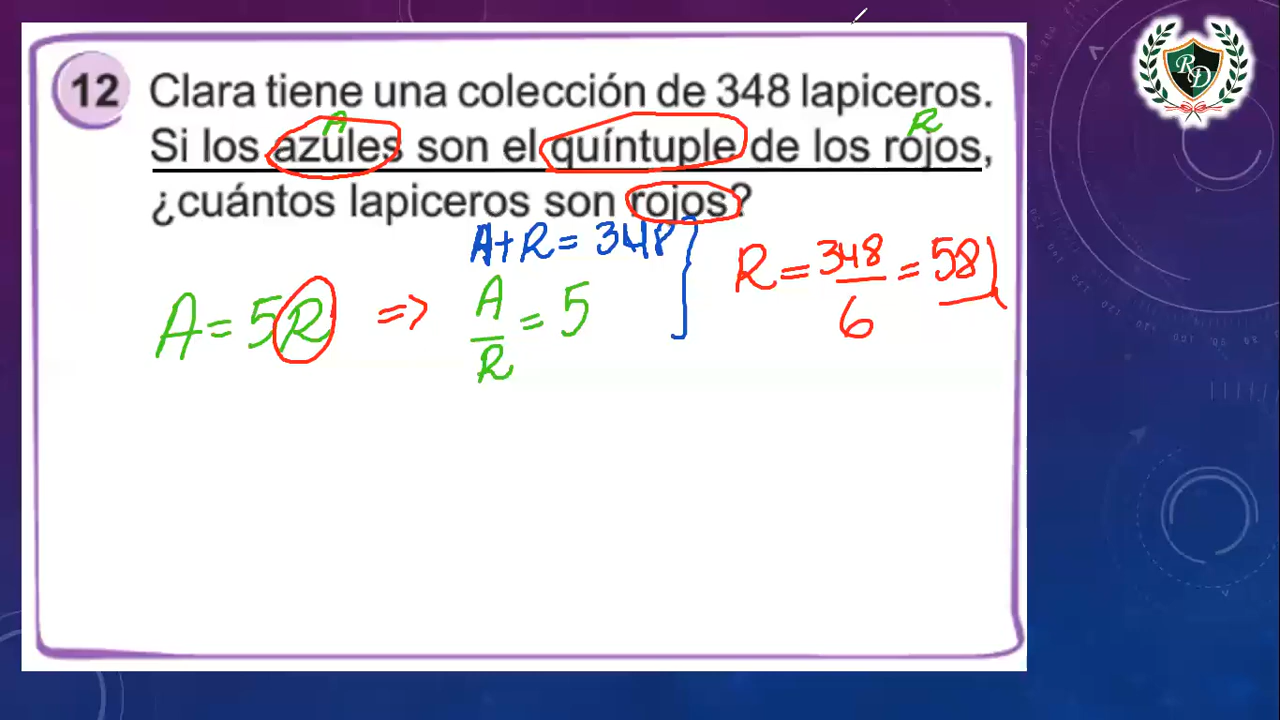 12 Clara tiene una colección de 348 lapiceros.
A R
Si los azules son el quíntuple de los rojos,
¿cuántos lapiceros son rojos?
A+R = 348
A = 5R => A/R = 5
R = 348/6 = 58
RD